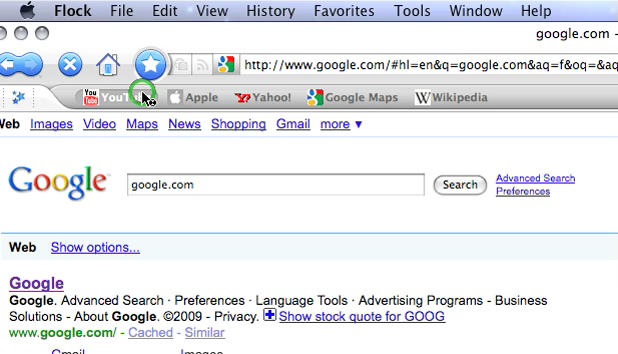 Flock File Edit View History Favorites Tools Window Help
google.com -
http://www.google.com/#hl=en&q=google.com&aq=f&oq=&aq
You Tube YouTube Apple Yahoo! Google Maps Wikipedia
Web Images Video Maps News Shopping Gmail more ▼
Google google.com Search Advanced Search
Preferences
Web Show options...
Google
Google. Advanced Search · Preferences · Language Tools · Advertising Programs - Business
Solutions - About Google. ©2009 - Privacy. Show stock quote for GOOG
www.google.com/ - Cached - Similar
Gmail Images